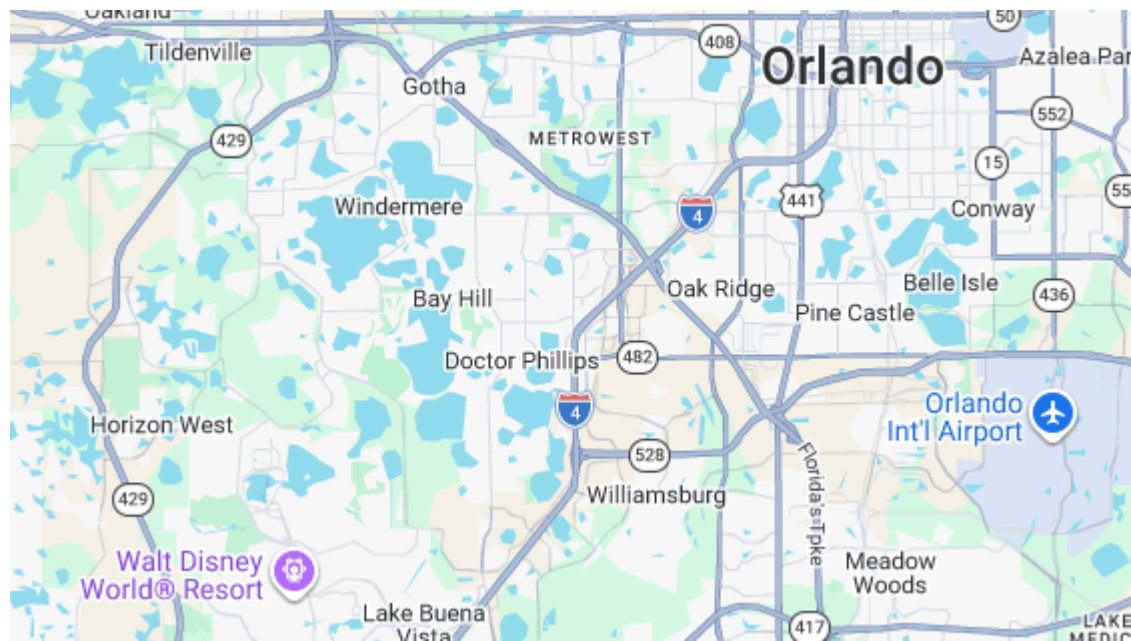 Oakland
Tildenville
Gotha
408
50
Orlando
Azalea Par
552
METROWEST
429
15
55
441
4
Windermere
Conway
Oak Ridge
Belle Isle
436
Bay Hill
Pine Castle
Doctor Phillips
482
4
Horizon West
Orlando
Int'l Airport
528
429
Williamsburg
Florida's Tpke
Walt Disney
World® Resort
Meadow
Woods
Lake Buena
Vista
417
LAKE
MEDIC